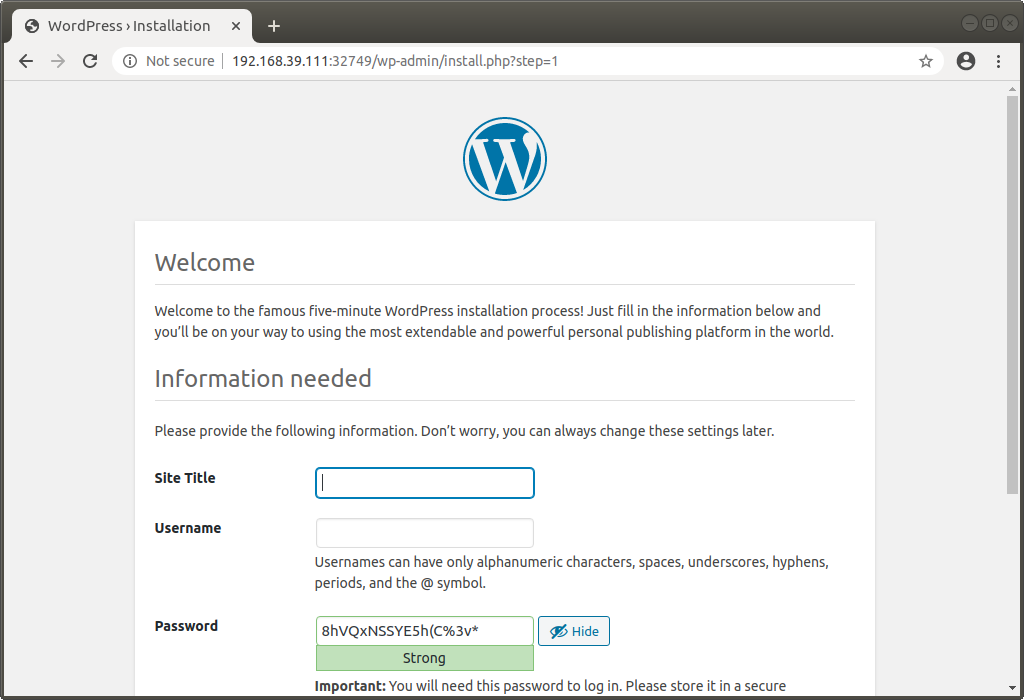 WordPress › Installation
Not secure
192.168.39.111:32749/wp-admin/install.php?step=1
Welcome
Welcome to the famous five-minute WordPress installation process! Just fill in the information below and
you’ll be on your way to using the most extendable and powerful personal publishing platform in the world.
Information needed
Please provide the following information. Don’t worry, you can always change these settings later.
Site Title
Username
Usernames can have only alphanumeric characters, spaces, underscores, hyphens,
periods, and the @ symbol.
Password
8hVQxNSSYE5h(C%3v*
Hide
Strong
Important: You will need this password to log in. Please store it in a secure